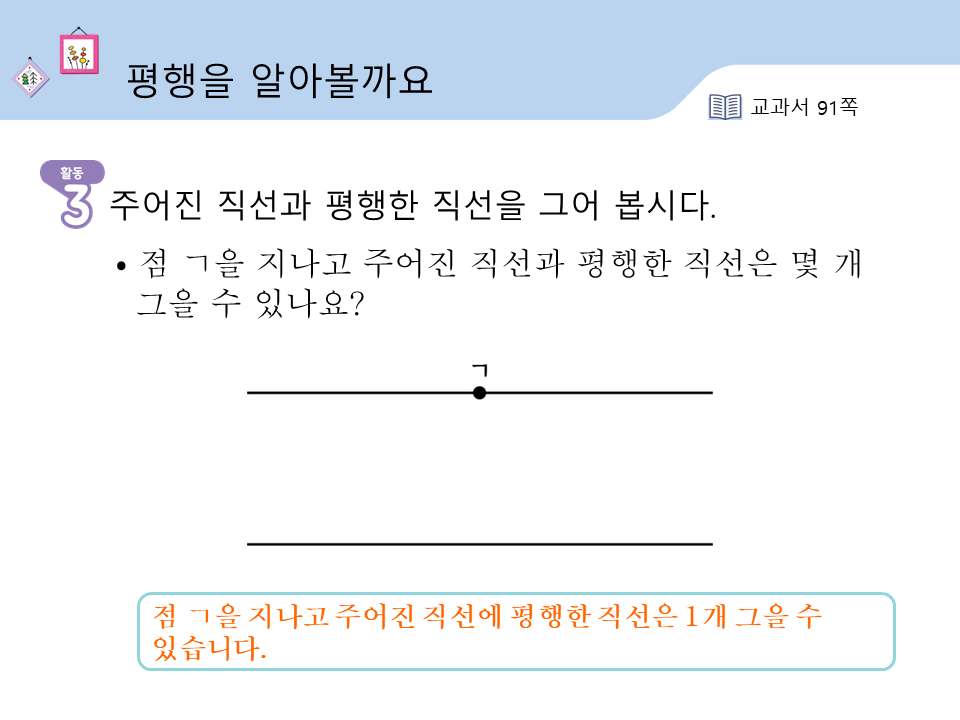 평행을 알아볼까요
교과서 91쪽
활동
3
주어진 직선과 평행한 직선을 그어 봅시다.
• 점 ㄱ을 지나고 주어진 직선과 평행한 직선은 몇 개
그을 수 있나요?
ㄱ
점 ㄱ을 지나고 주어진 직선에 평행한 직선은 1개 그을 수
있습니다.